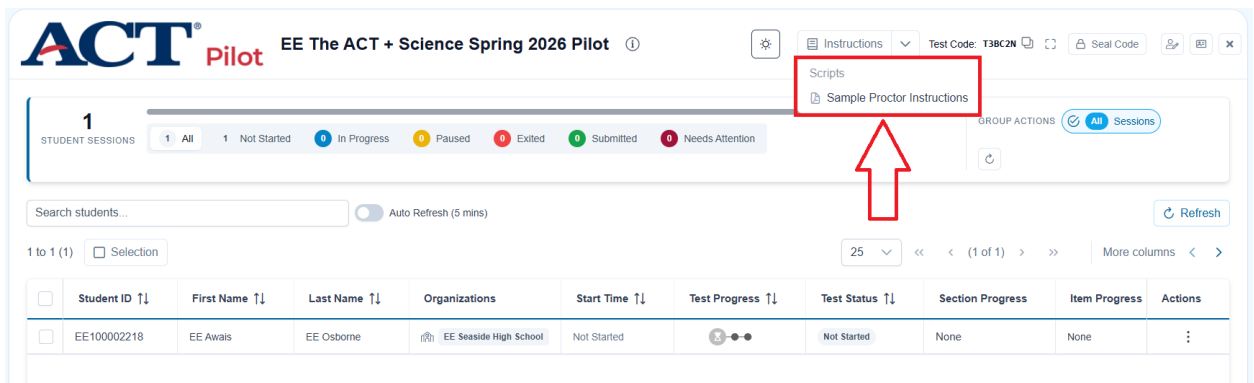 ACT®
Pilot
EE The ACT + Science Spring 2026 Pilot
Instructions
Test Code: T3BC2N
Seal Code
Scripts
Sample Proctor Instructions
1
STUDENT SESSIONS
1 All
1 Not Started
0 In Progress
0 Paused
0 Exited
0 Submitted
0 Needs Attention
GROUP ACTIONS
All Sessions
Search students...
Auto Refresh (5 mins)
Refresh
1 to 1 (1)
Selection
25
(1 of 1)
More columns
Student ID First Name Last Name Organizations Start Time Test Progress Test Status Section Progress Item Progress Actions
EE100002218 EE Awais EE Osborne EE Seaside High School Not Started Not Started None None